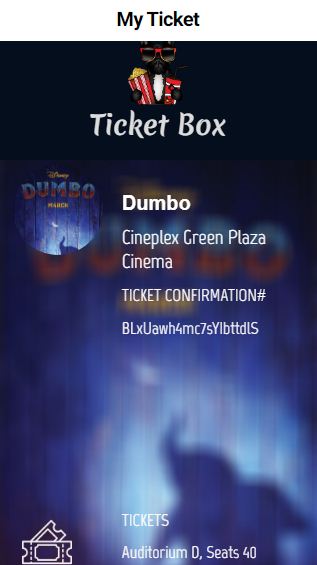 My Ticket
Ticket Box
Disney
DUMBO
MARCH
Dumbo
Cineplex Green Plaza
Cinema
TICKET CONFIRMATION#
BLxUawh4mc7sYIbttdlS
TICKETS
Auditorium D, Seats 40